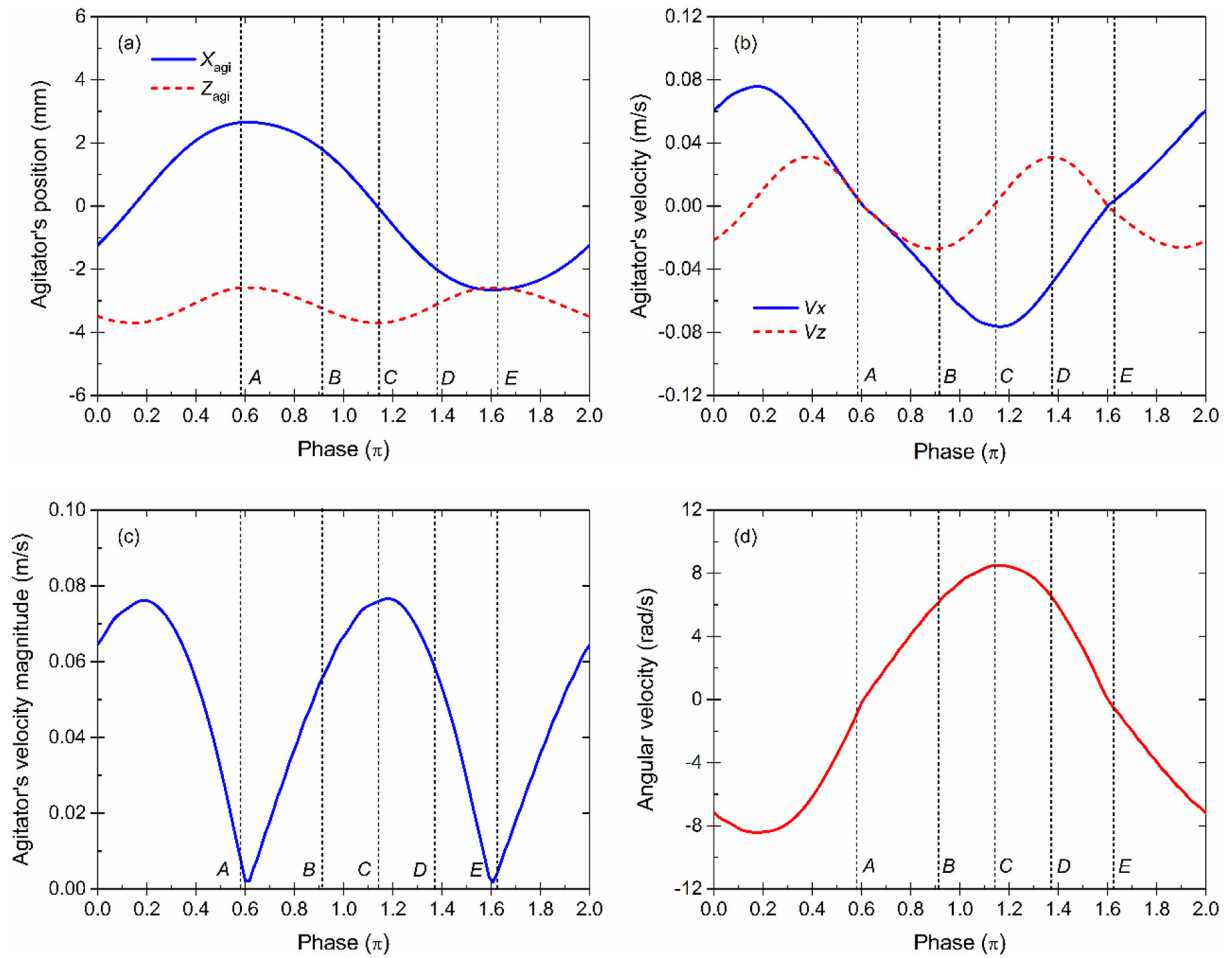 (a)
X_agi
Z_agi
Agitator's position (mm)
6
4
2
0
-2
-4
-6
A B C D E
0.0 0.2 0.4 0.6 0.8 1.0 1.2 1.4 1.6 1.8 2.0
Phase (π)
(b)
Vx
Vz
Agitator's velocity (m/s)
0.12
0.08
0.04
0.00
-0.04
-0.08
-0.12
A B C D E
0.0 0.2 0.4 0.6 0.8 1.0 1.2 1.4 1.6 1.8 2.0
Phase (π)
(c)
Agitator's velocity magnitude (m/s)
0.10
0.08
0.06
0.04
0.02
0.00
A B C D E
0.0 0.2 0.4 0.6 0.8 1.0 1.2 1.4 1.6 1.8 2.0
Phase (π)
(d)
Angular velocity (rad/s)
12
8
4
0
-4
-8
-12
A B C D E
0.0 0.2 0.4 0.6 0.8 1.0 1.2 1.4 1.6 1.8 2.0
Phase (π)